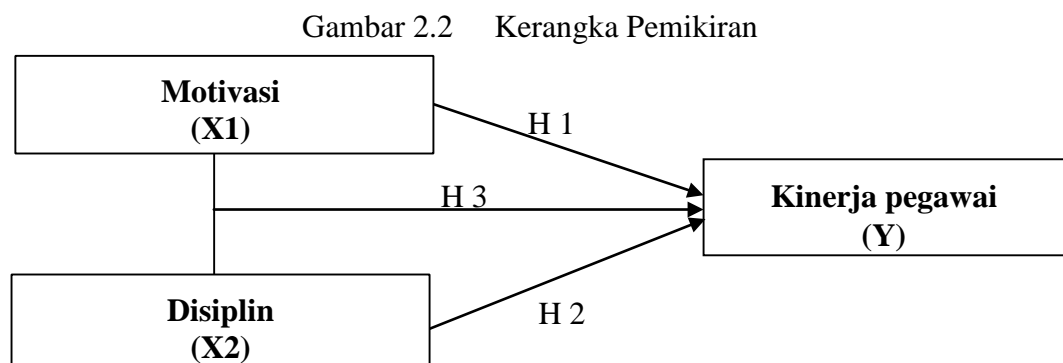 Gambar 2.2 Kerangka Pemikiran
Motivasi
(X1)
H 1
H 3
Kinerja pegawai
(Y)
Disiplin
(X2)
H 2